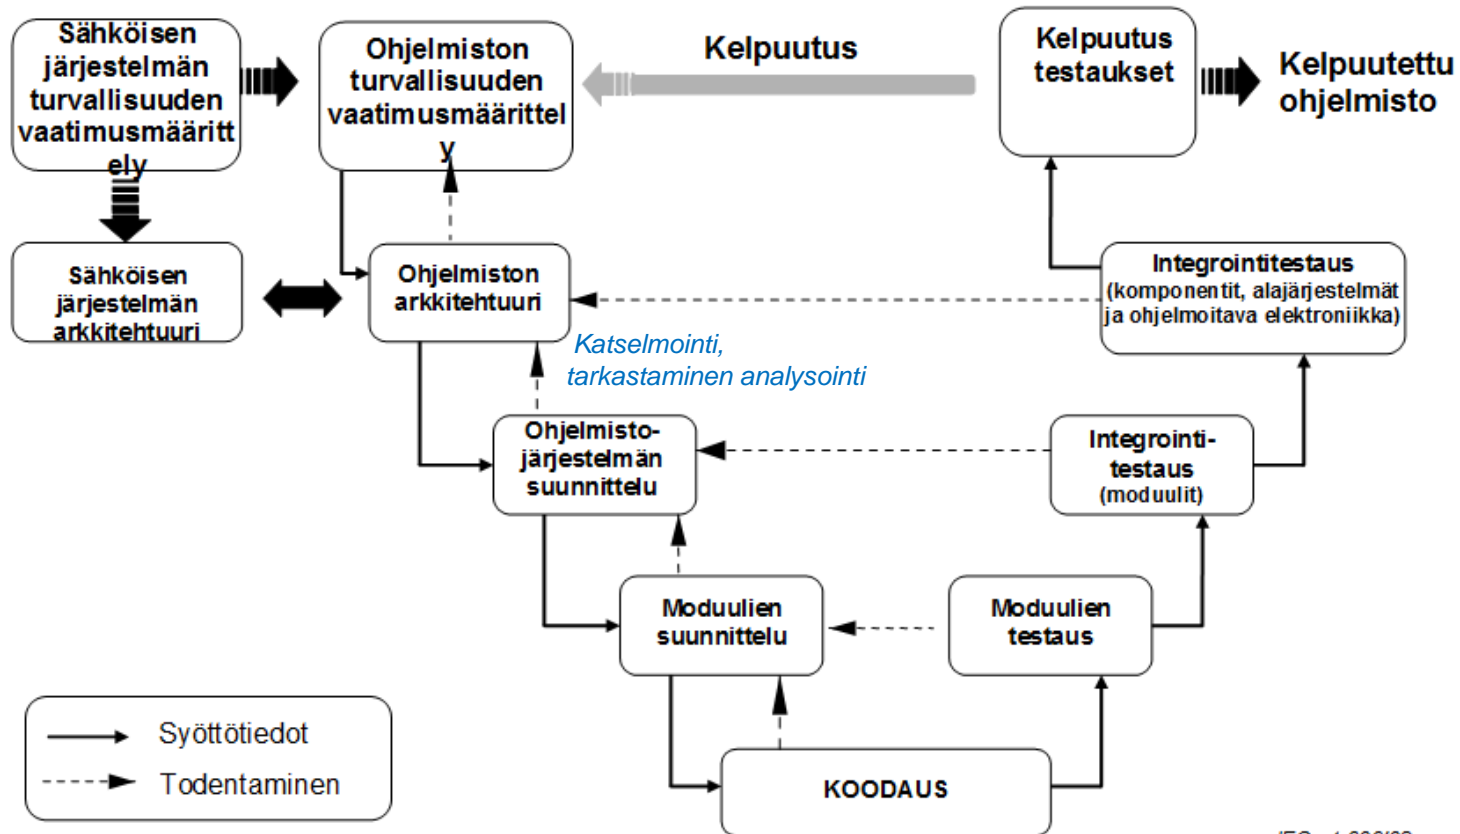 Sähköisen
järjestelmän
turvallisuuden
vaatimusmääritt
ely
Ohjelmiston
turvallisuuden
vaatimusmäärittel
y
Kelpuutus
Kelpuutus
testaukset
Kelpuutettu
ohjelmisto
Sähköisen
järjestelmän
arkkitehtuuri
Ohjelmiston
arkkitehtuuri
Integrointitestaus
(komponentit, alajärjestelmät
ja ohjelmoitava elektroniikka)
Katselmointi,
tarkastaminen analysointi
Ohjelmisto-
järjestelmän
suunnittelu
Integrointi-
testaus
(moduulit)
Moduulien
suunnittelu
Moduulien
testaus
KOODAUS
Syöttötiedot
Todentaminen